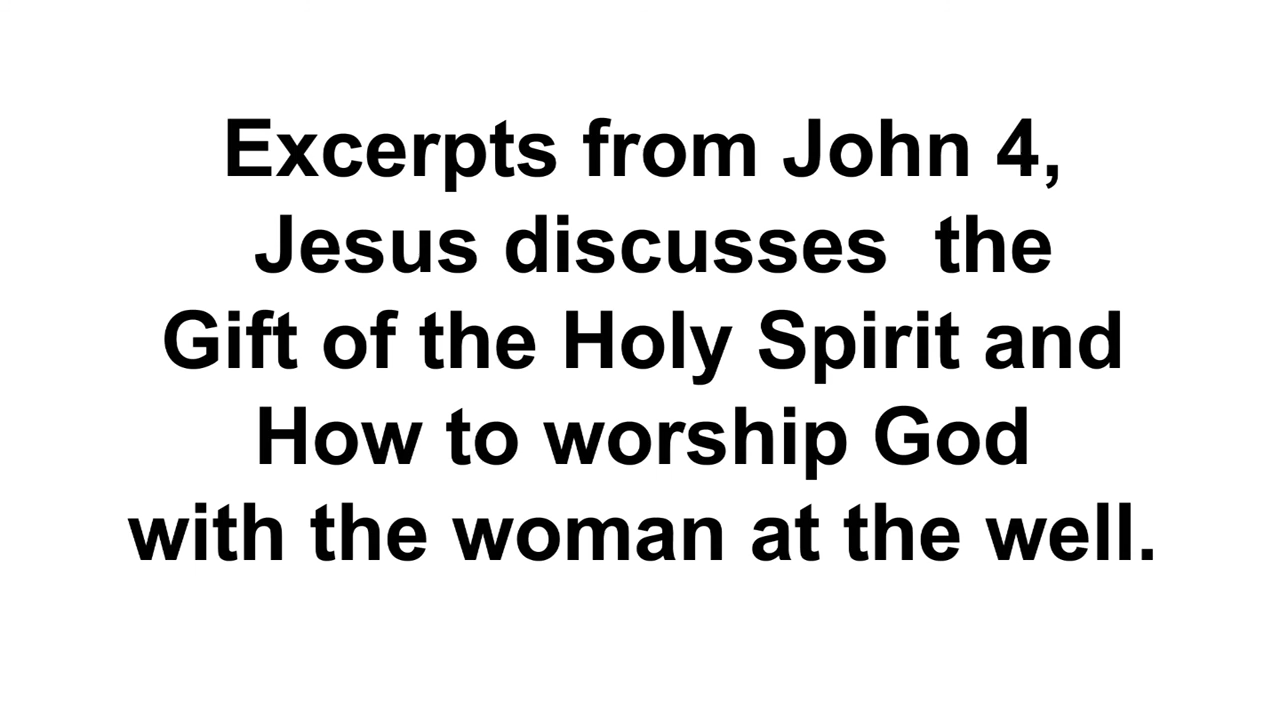 Excerpts from John 4,
Jesus discusses  the
Gift of the Holy Spirit and
How to worship God
with the woman at the well.